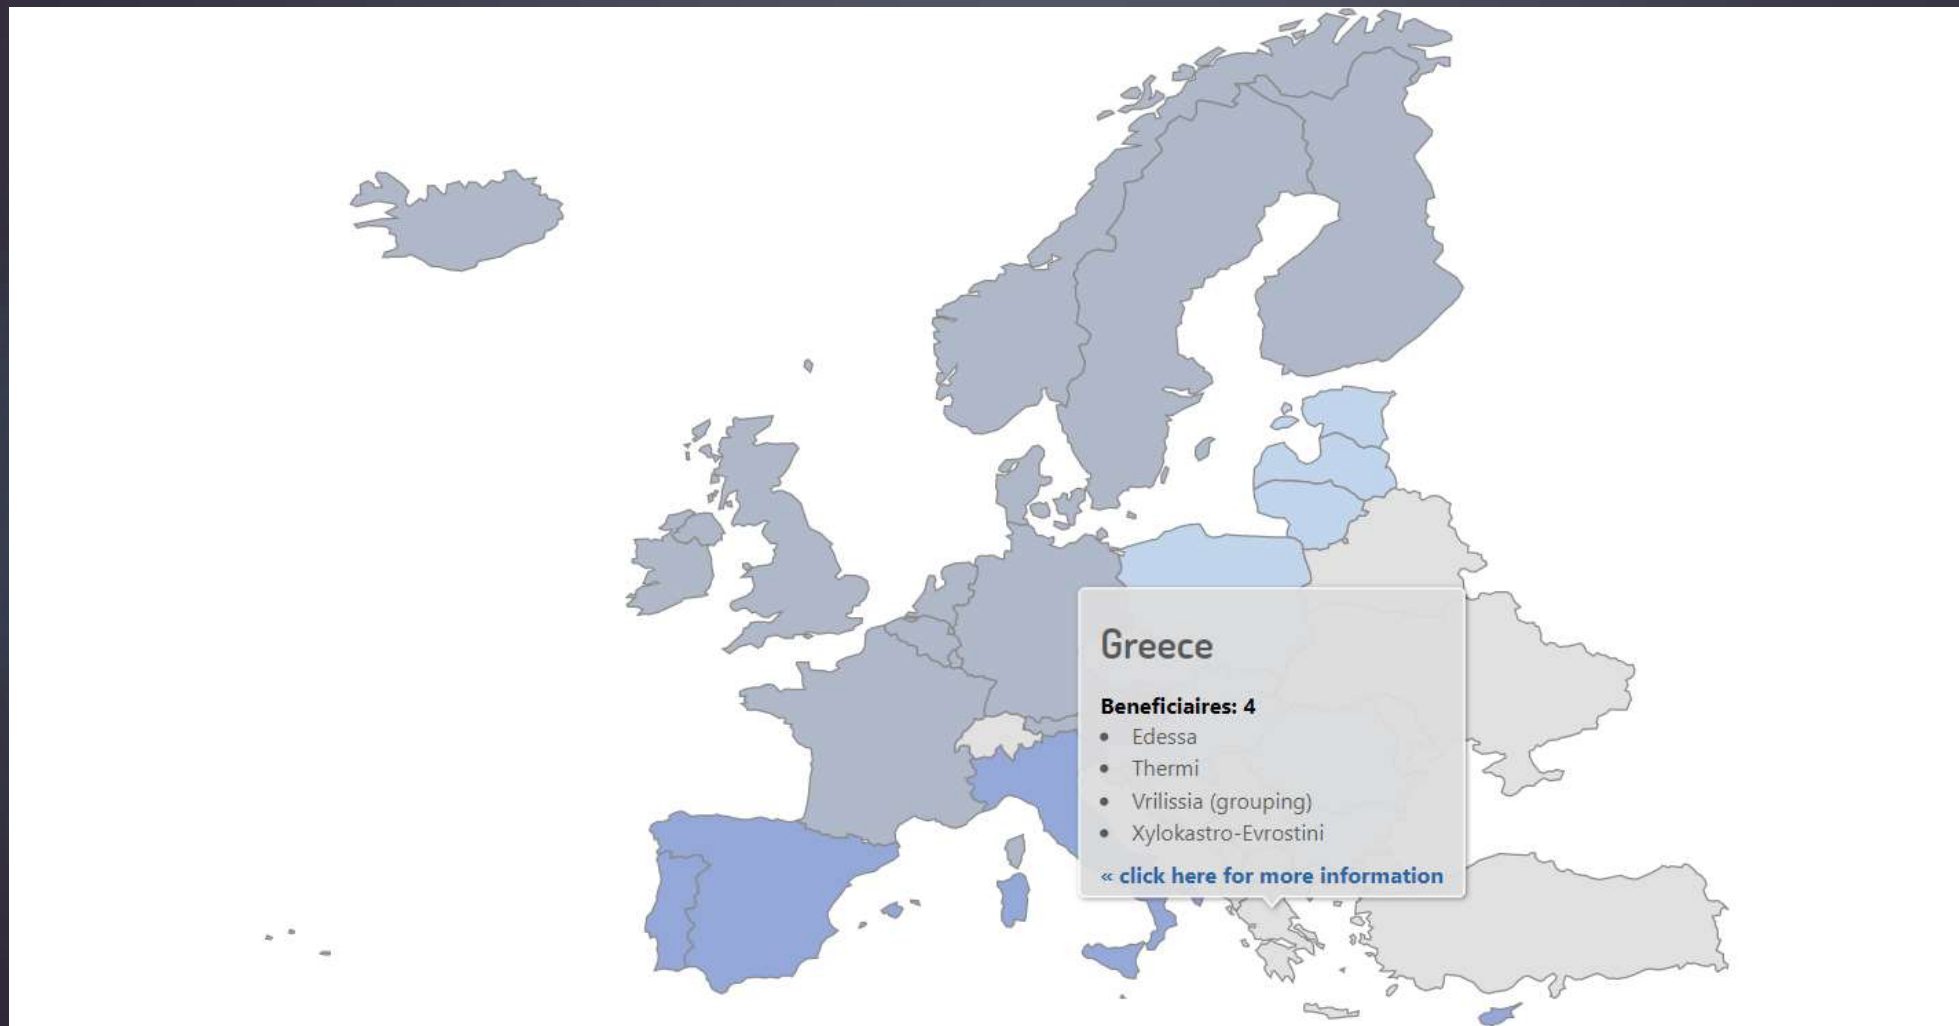 Greece
Beneficiaires: 4
• Edessa
• Thermi
• Vrilissia (grouping)
• Xylokastro-Evrostini
« click here for more information